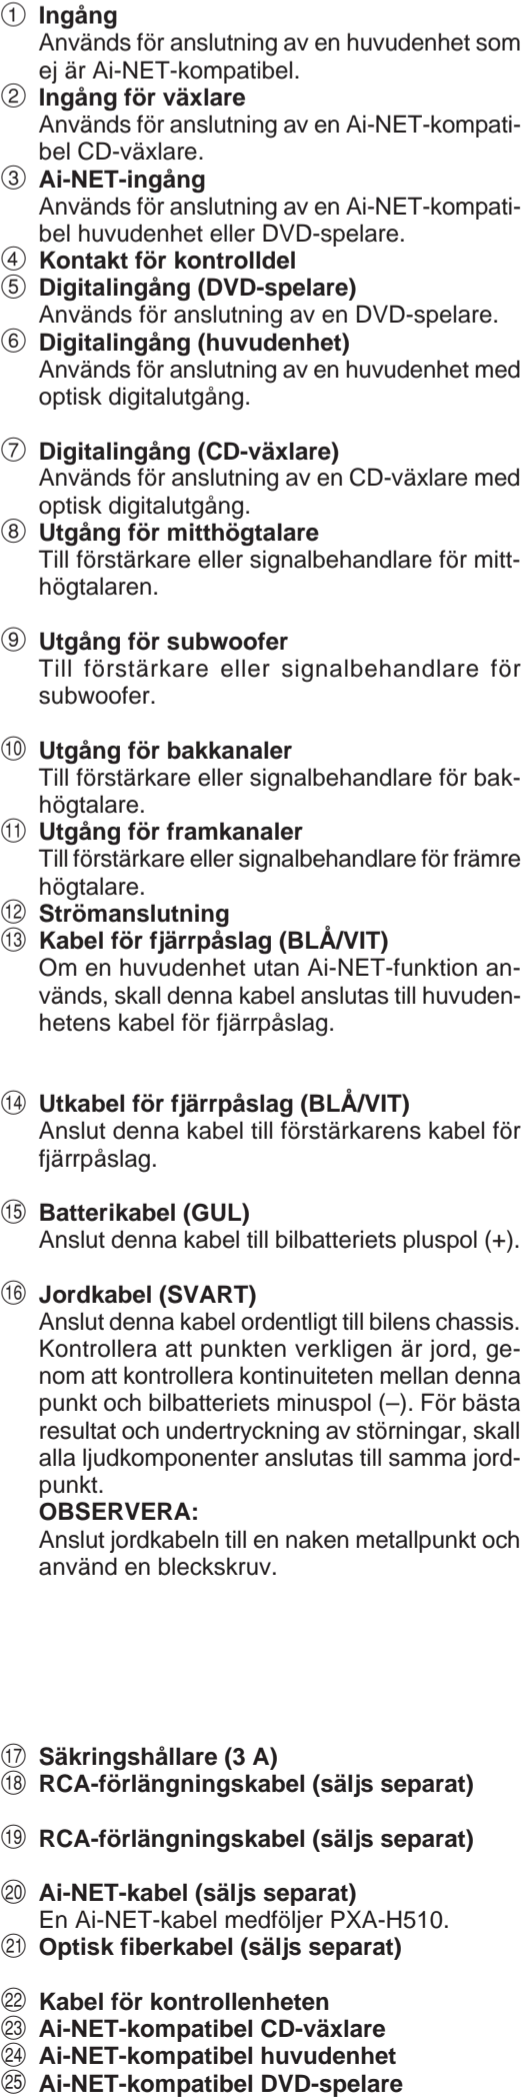 ① Ingång
Används för anslutning av en huvudenhet som
ej är Ai-NET-kompatibel.
② Ingång för växlare
Används för anslutning av en Ai-NET-kompati-
bel CD-växlare.
③ Ai-NET-ingång
Används för anslutning av en Ai-NET-kompati-
bel huvudenhet eller DVD-spelare.
④ Kontakt för kontrolldel
⑤ Digitalingång (DVD-spelare)
Används för anslutning av en DVD-spelare.
⑥ Digitalingång (huvudenhet)
Används för anslutning av en huvudenhet med
optisk digitalutgång.
⑦ Digitalingång (CD-växlare)
Används för anslutning av en CD-växlare med
optisk digitalutgång.
⑧ Utgång för mitthögtalare
Till förstärkare eller signalbehandlare för mitt-
högtalaren.
⑨ Utgång för subwoofer
Till förstärkare eller signalbehandlare för
subwoofer.
⑩ Utgång för bakkanaler
Till förstärkare eller signalbehandlare för bak-
högtalare.
⑪ Utgång för framkanaler
Till förstärkare eller signalbehandlare för främre
högtalare.
⑫ Strömanslutning
⑬ Kabel för fjärrpåslag (BLÅ/VIT)
Om en huvudenhet utan Ai-NET-funktion an-
vänds, skall denna kabel anslutas till huvuden-
hetens kabel för fjärrpåslag.
⑭ Utkabel för fjärrpåslag (BLÅ/VIT)
Anslut denna kabel till förstärkarens kabel för
fjärrpåslag.
⑮ Batterikabel (GUL)
Anslut denna kabel till bilbatteriets pluspol (+).
⑯ Jordkabel (SVART)
Anslut denna kabel ordentligt till bilens chassis.
Kontrollera att punkten verkligen är jord, ge-
nom att kontrollera kontinuiteten mellan denna
punkt och bilbatteriets minuspol (–). För bästa
resultat och undertryckning av störningar, skall
alla ljudkomponenter anslutas till samma jord-
punkt.
OBSERVERA:
Anslut jordkabeln till en naken metallpunkt och
använd en bleckskruv.
⑰ Säkringshållare (3 A)
⑱ RCA-förlängningskabel (säljs separat)
⑲ RCA-förlängningskabel (säljs separat)
⑳ Ai-NET-kabel (säljs separat)
En Ai-NET-kabel medföljer PXA-H510.
㉑ Optisk fiberkabel (säljs separat)
㉒ Kabel för kontrollenheten
㉓ Ai-NET-kompatibel CD-växlare
㉔ Ai-NET-kompatibel huvudenhet
㉕ Ai-NET-kompatibel DVD-spelare